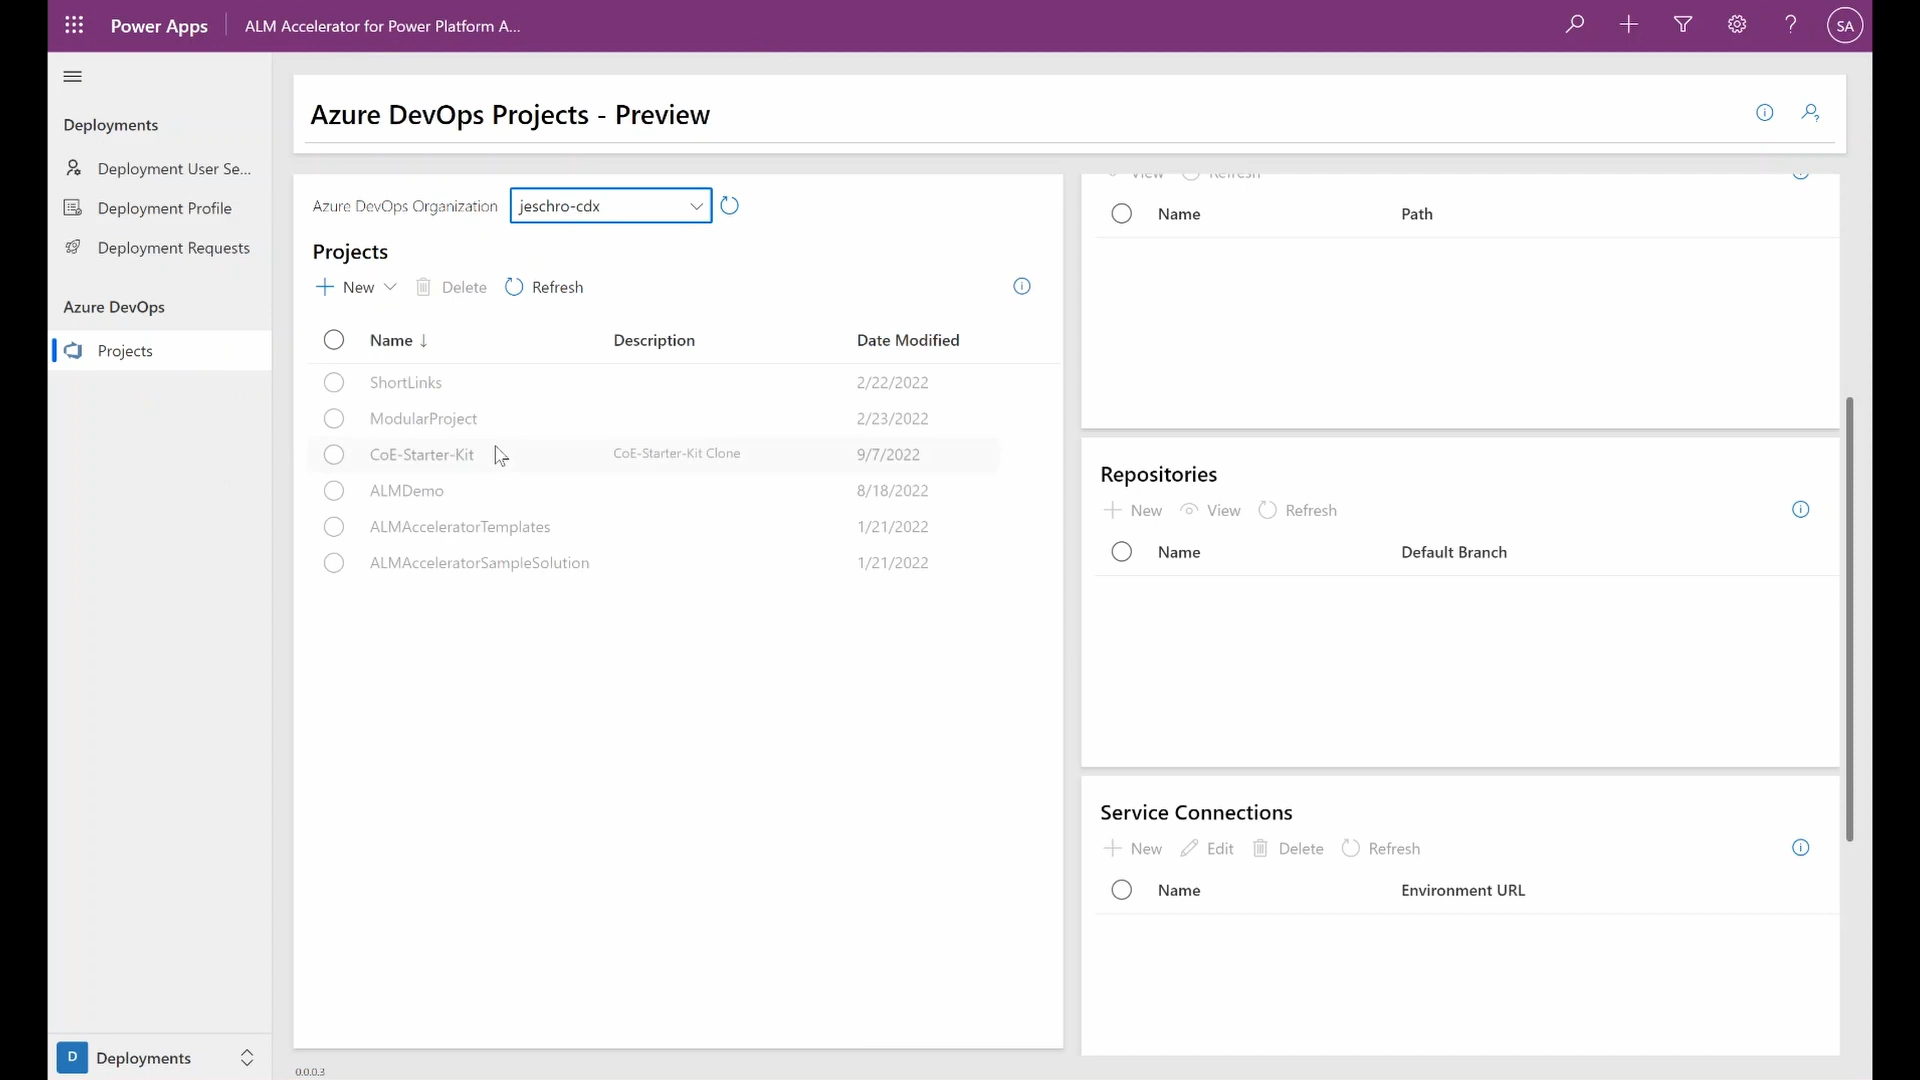 Power Apps
ALM Accelerator for Power Platform A...
SA
Deployments
Deployment User Se...
Deployment Profile
Deployment Requests
Azure DevOps
Projects
D
Deployments
Azure DevOps Projects - Preview
Azure DevOps Organization
jeschro-cdx
Projects
New
Delete
Refresh
Name ↓
Description
Date Modified
ShortLinks
2/22/2022
ModularProject
2/23/2022
CoE-Starter-Kit
CoE-Starter-Kit Clone
9/7/2022
ALMDemo
8/18/2022
ALMAcceleratorTemplates
1/21/2022
ALMAcceleratorSampleSolution
1/21/2022
0.0.0.3
View
Refresh
Name
Path
Repositories
New
View
Refresh
Name
Default Branch
Service Connections
New
Edit
Delete
Refresh
Name
Environment URL